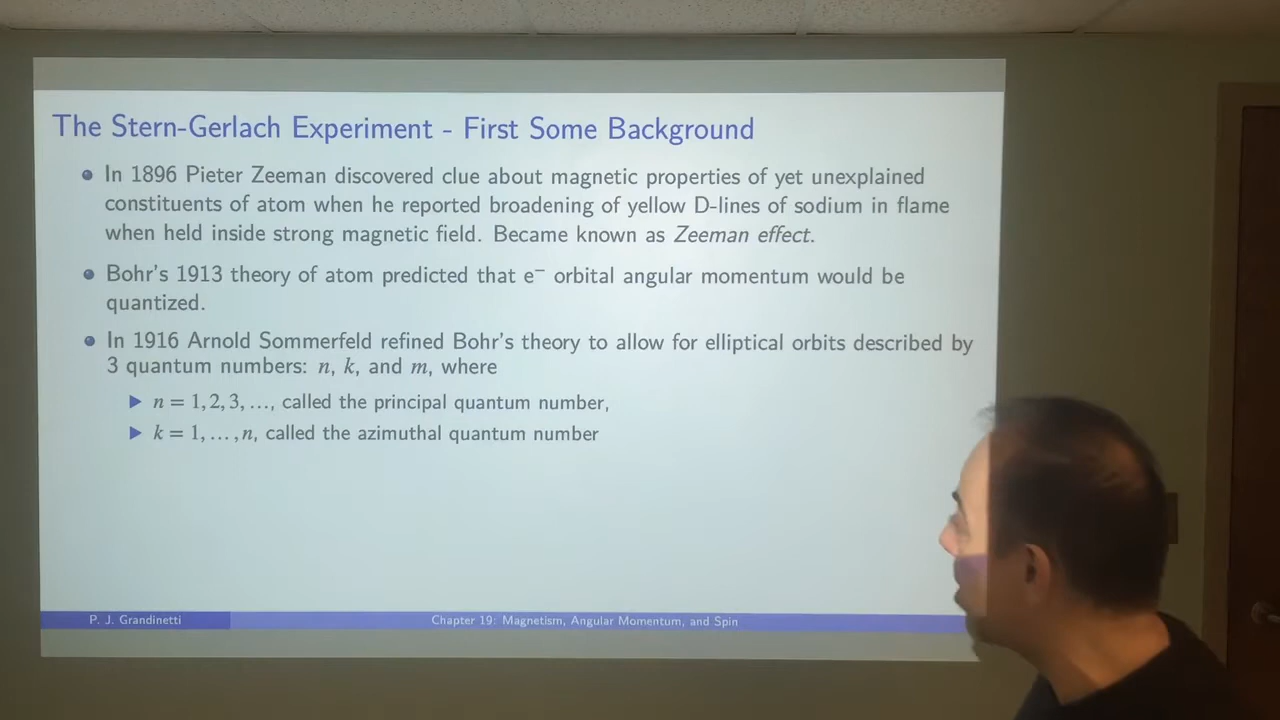 The Stern-Gerlach Experiment - First Some Background
In 1896 Pieter Zeeman discovered clue about magnetic properties of yet unexplained
constituents of atom when he reported broadening of yellow D-lines of sodium in flame
when held inside strong magnetic field. Became known as Zeeman effect.
Bohr's 1913 theory of atom predicted that e⁻ orbital angular momentum would be
quantized.
In 1916 Arnold Sommerfeld refined Bohr's theory to allow for elliptical orbits described by
3 quantum numbers: n, k, and m, where
n = 1, 2, 3, …, called the principal quantum number,
k = 1, … , n, called the azimuthal quantum number
P. J. Grandinetti
Chapter 19: Magnetism, Angular Momentum, and Spin